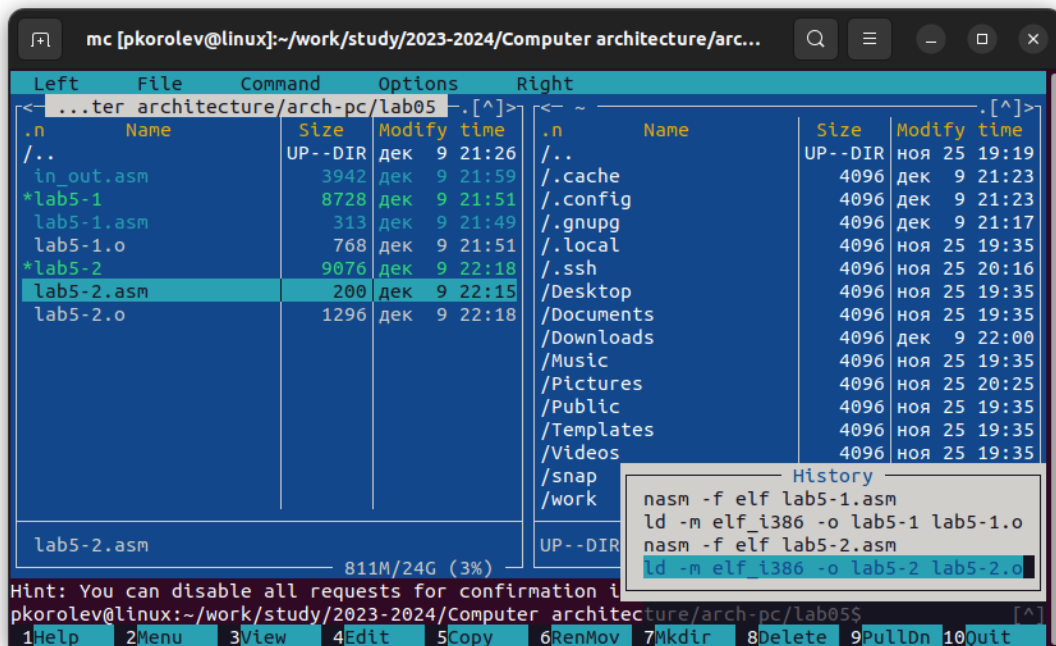 mc [pkorolev@linux]:~/work/study/2023-2024/Computer architecture/arc...
Left File Command Options Right
<─ ...ter architecture/arch-pc/lab05 ─.[^]>
.n Name Size Modify time
/.. UP--DIR дек 9 21:26
in_out.asm 3942 дек 9 21:59
*lab5-1 8728 дек 9 21:51
lab5-1.asm 313 дек 9 21:49
lab5-1.o 768 дек 9 21:51
*lab5-2 9076 дек 9 22:18
lab5-2.asm 200 дек 9 22:15
lab5-2.o 1296 дек 9 22:18
lab5-2.asm
811M/24G (3%)
<─ ~ ─.[^]>
.n Name Size Modify time
/.. UP--DIR ноя 25 19:19
/.cache 4096 дек 9 21:23
/.config 4096 дек 9 21:23
/.gnupg 4096 дек 9 21:17
/.local 4096 ноя 25 19:35
/.ssh 4096 ноя 25 20:16
/Desktop 4096 ноя 25 19:35
/Documents 4096 ноя 25 19:35
/Downloads 4096 дек 9 22:00
/Music 4096 ноя 25 19:35
/Pictures 4096 ноя 25 20:25
/Public 4096 ноя 25 19:35
/Templates 4096 ноя 25 19:35
/Videos 4096 ноя 25 19:35
/snap
/work
UP--DIR
History
nasm -f elf lab5-1.asm
ld -m elf_i386 -o lab5-1 lab5-1.o
nasm -f elf lab5-2.asm
ld -m elf_i386 -o lab5-2 lab5-2.o
Hint: You can disable all requests for confirmation i
pkorolev@linux:~/work/study/2023-2024/Computer architecture/arch-pc/lab05$ [^]
1Help 2Menu 3View 4Edit 5Copy 6RenMov 7Mkdir 8Delete 9PullDn 10Quit